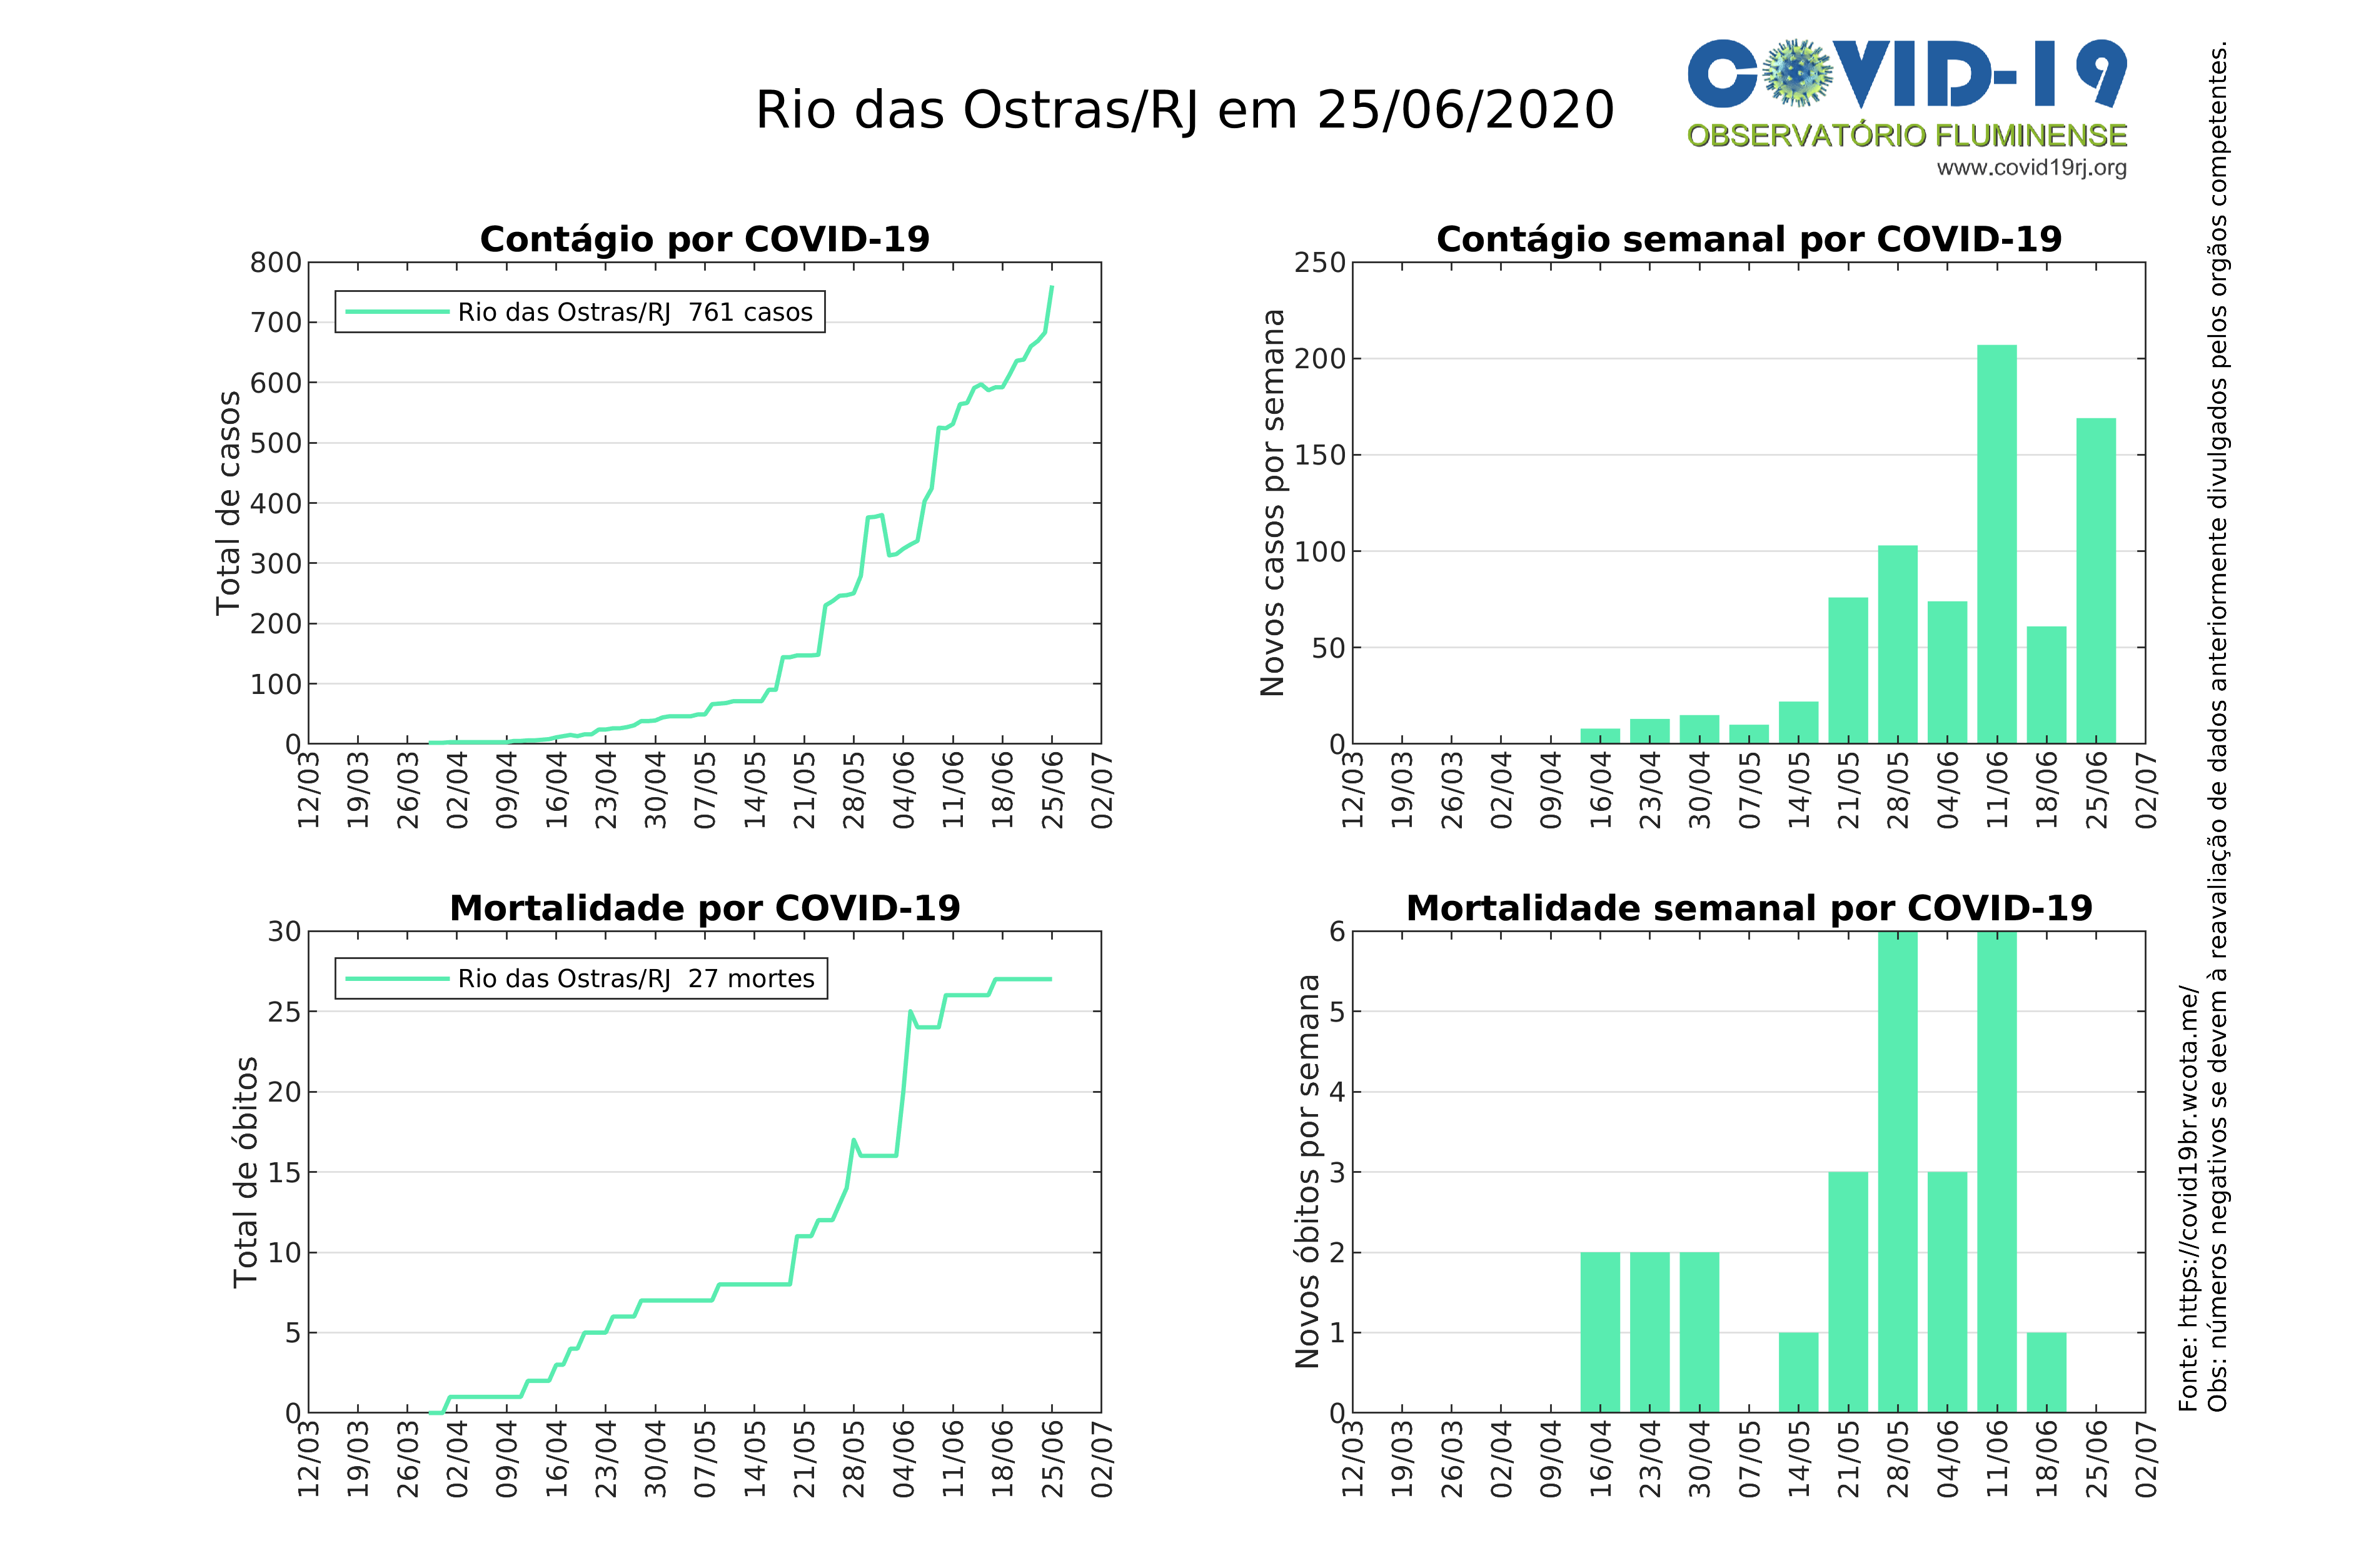 Rio das Ostras/RJ em 25/06/2020
COVID-19
OBSERVATÓRIO FLUMINENSE
www.covid19rj.org
Contágio por COVID-19
Total de casos
800
700
600
500
400
300
200
100
0
Rio das Ostras/RJ 761 casos
12/03 19/03 26/03 02/04 09/04 16/04 23/04 30/04 07/05 14/05 21/05 28/05 04/06 11/06 18/06 25/06 02/07
Contágio semanal por COVID-19
Novos casos por semana
250
200
150
100
50
0
12/03 19/03 26/03 02/04 09/04 16/04 23/04 30/04 07/05 14/05 21/05 28/05 04/06 11/06 18/06 25/06 02/07
Mortalidade por COVID-19
Total de óbitos
30
25
20
15
10
5
0
Rio das Ostras/RJ 27 mortes
12/03 19/03 26/03 02/04 09/04 16/04 23/04 30/04 07/05 14/05 21/05 28/05 04/06 11/06 18/06 25/06 02/07
Mortalidade semanal por COVID-19
Novos óbitos por semana
6
5
4
3
2
1
0
12/03 19/03 26/03 02/04 09/04 16/04 23/04 30/04 07/05 14/05 21/05 28/05 04/06 11/06 18/06 25/06 02/07
Fonte: https://covid19br.wcota.me/
Obs: números negativos se devem à reavaliação de dados anteriormente divulgados pelos orgãos competentes.